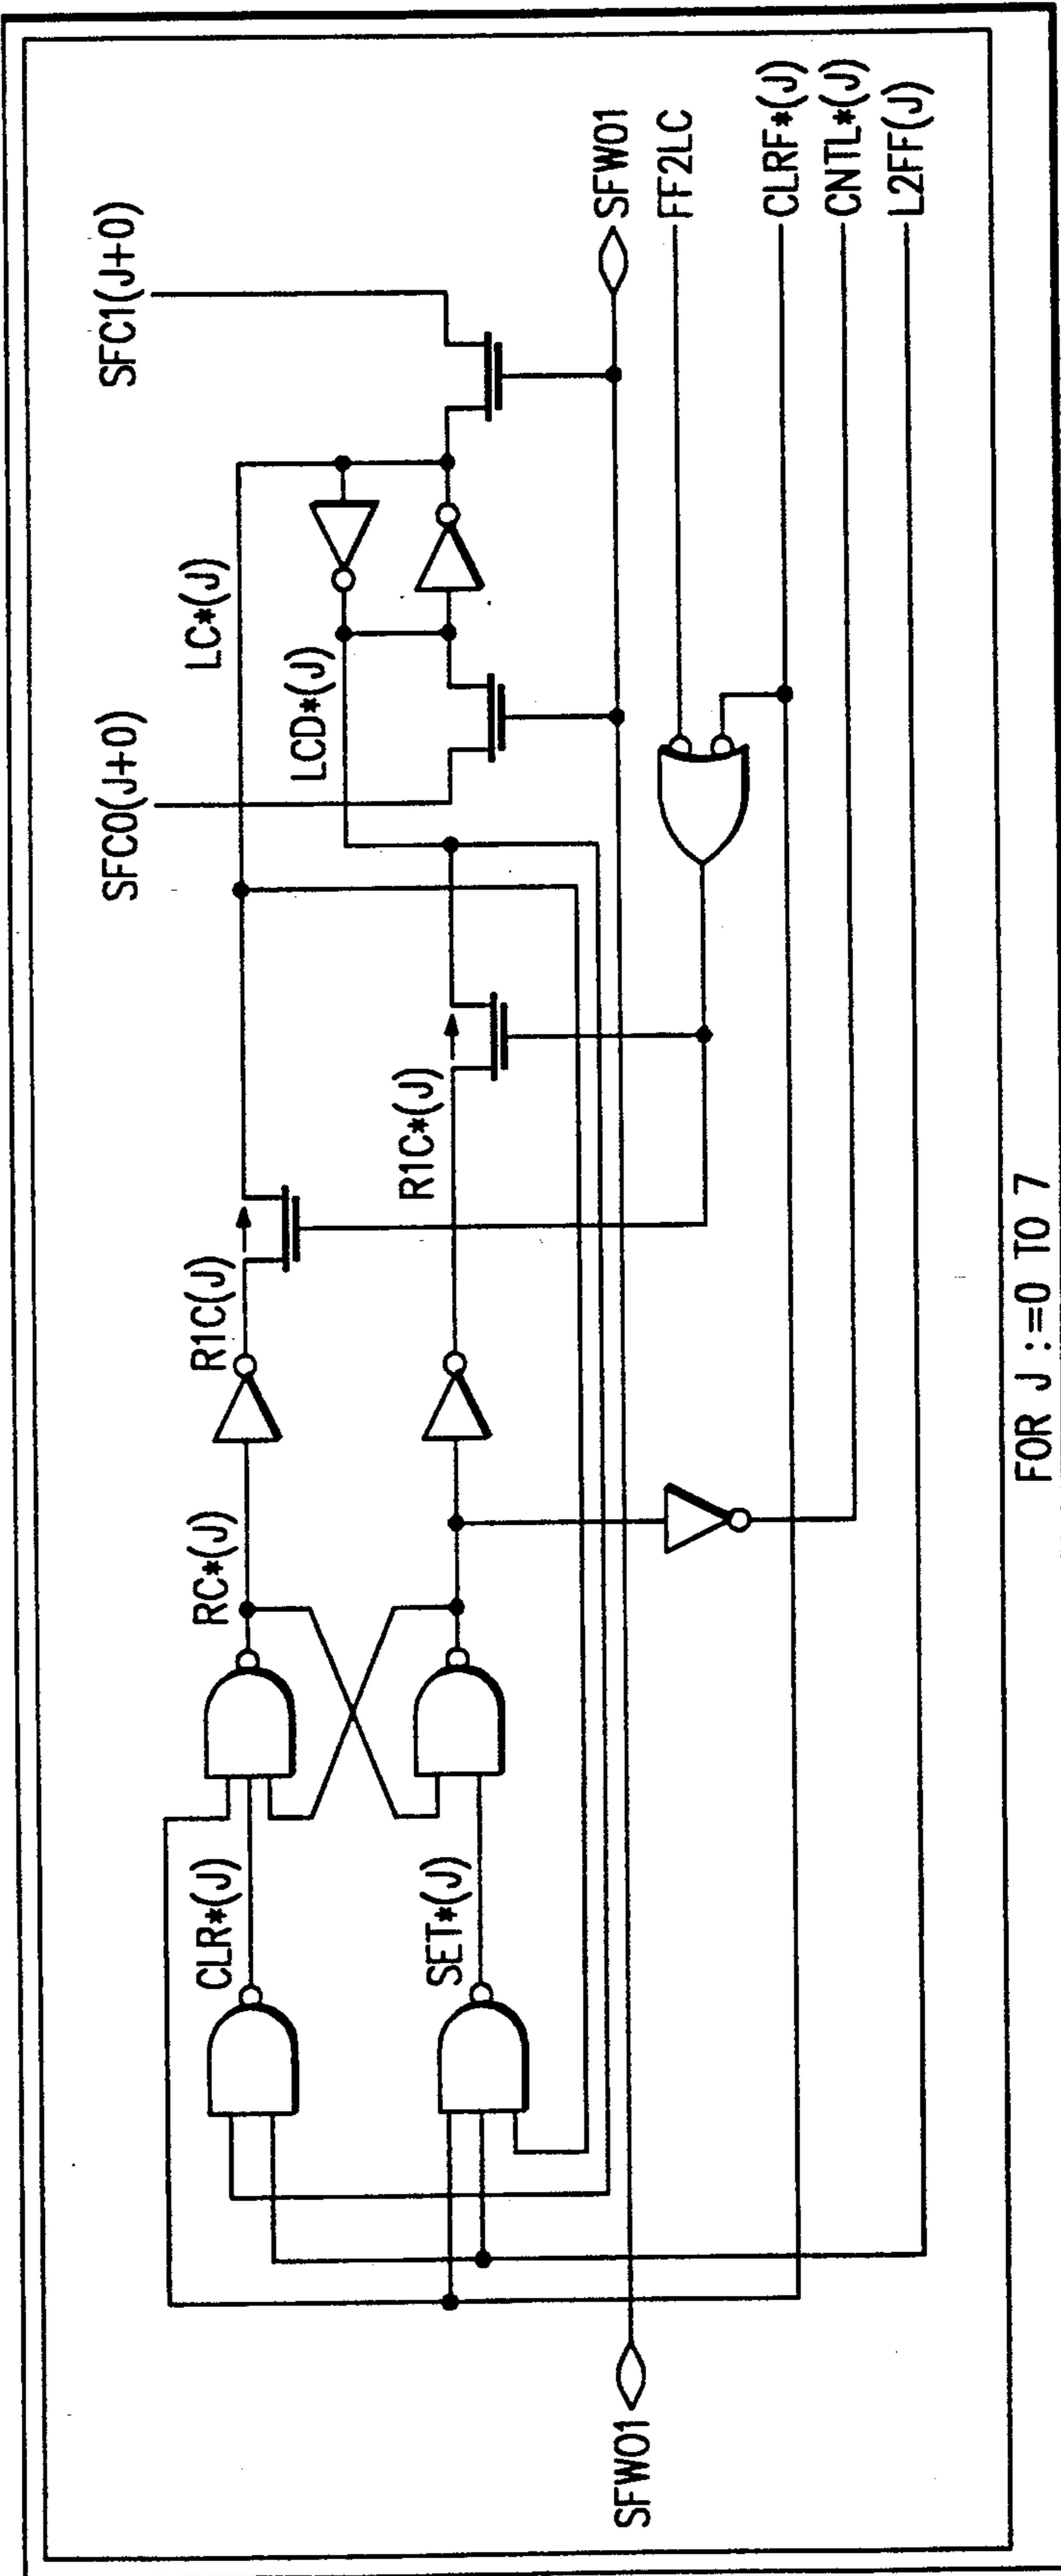 SFC0(J+0)
SFC1(J+0)
CLR*(J)
RC*(J)
R1C(J)
LC*(J)
LCD*(J)
SET*(J)
R1C*(J)
SFW01
SFW01
FF2LC
CLRF*(J)
CNTL*(J)
L2FF(J)
FOR J :=0 TO 7